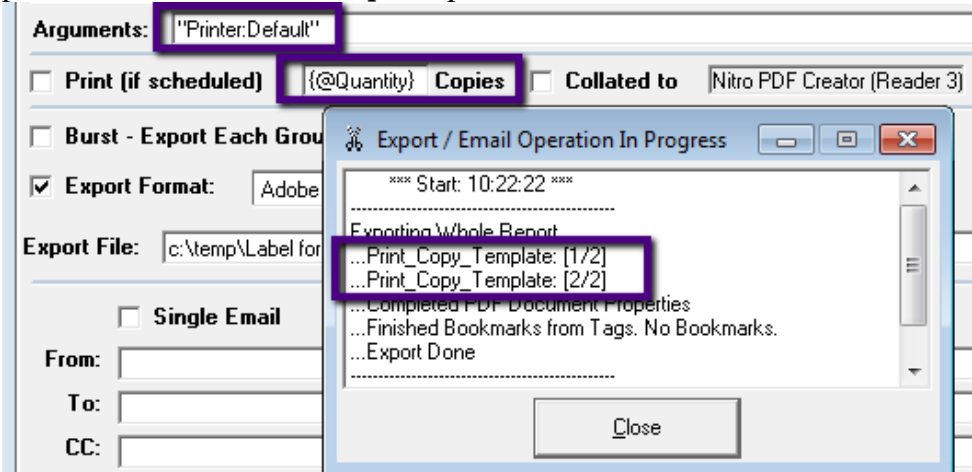 Arguments: "Printer:Default"
Print (if scheduled) {@Quantity} Copies Collated to Nitro PDF Creator (Reader 3)
Burst - Export Each Grou
Export / Email Operation In Progress
Export Format: Adobe
*** Start: 10:22:22 ***
Exporting Whole Report
...Print_Copy_Template: [1/2]
...Print_Copy_Template: [2/2]
...Completed PDF Document Properties
...Finished Bookmarks from Tags. No Bookmarks.
...Export Done
Export File: c:\temp\Label for
Single Email
From:
To:
CC:
Close